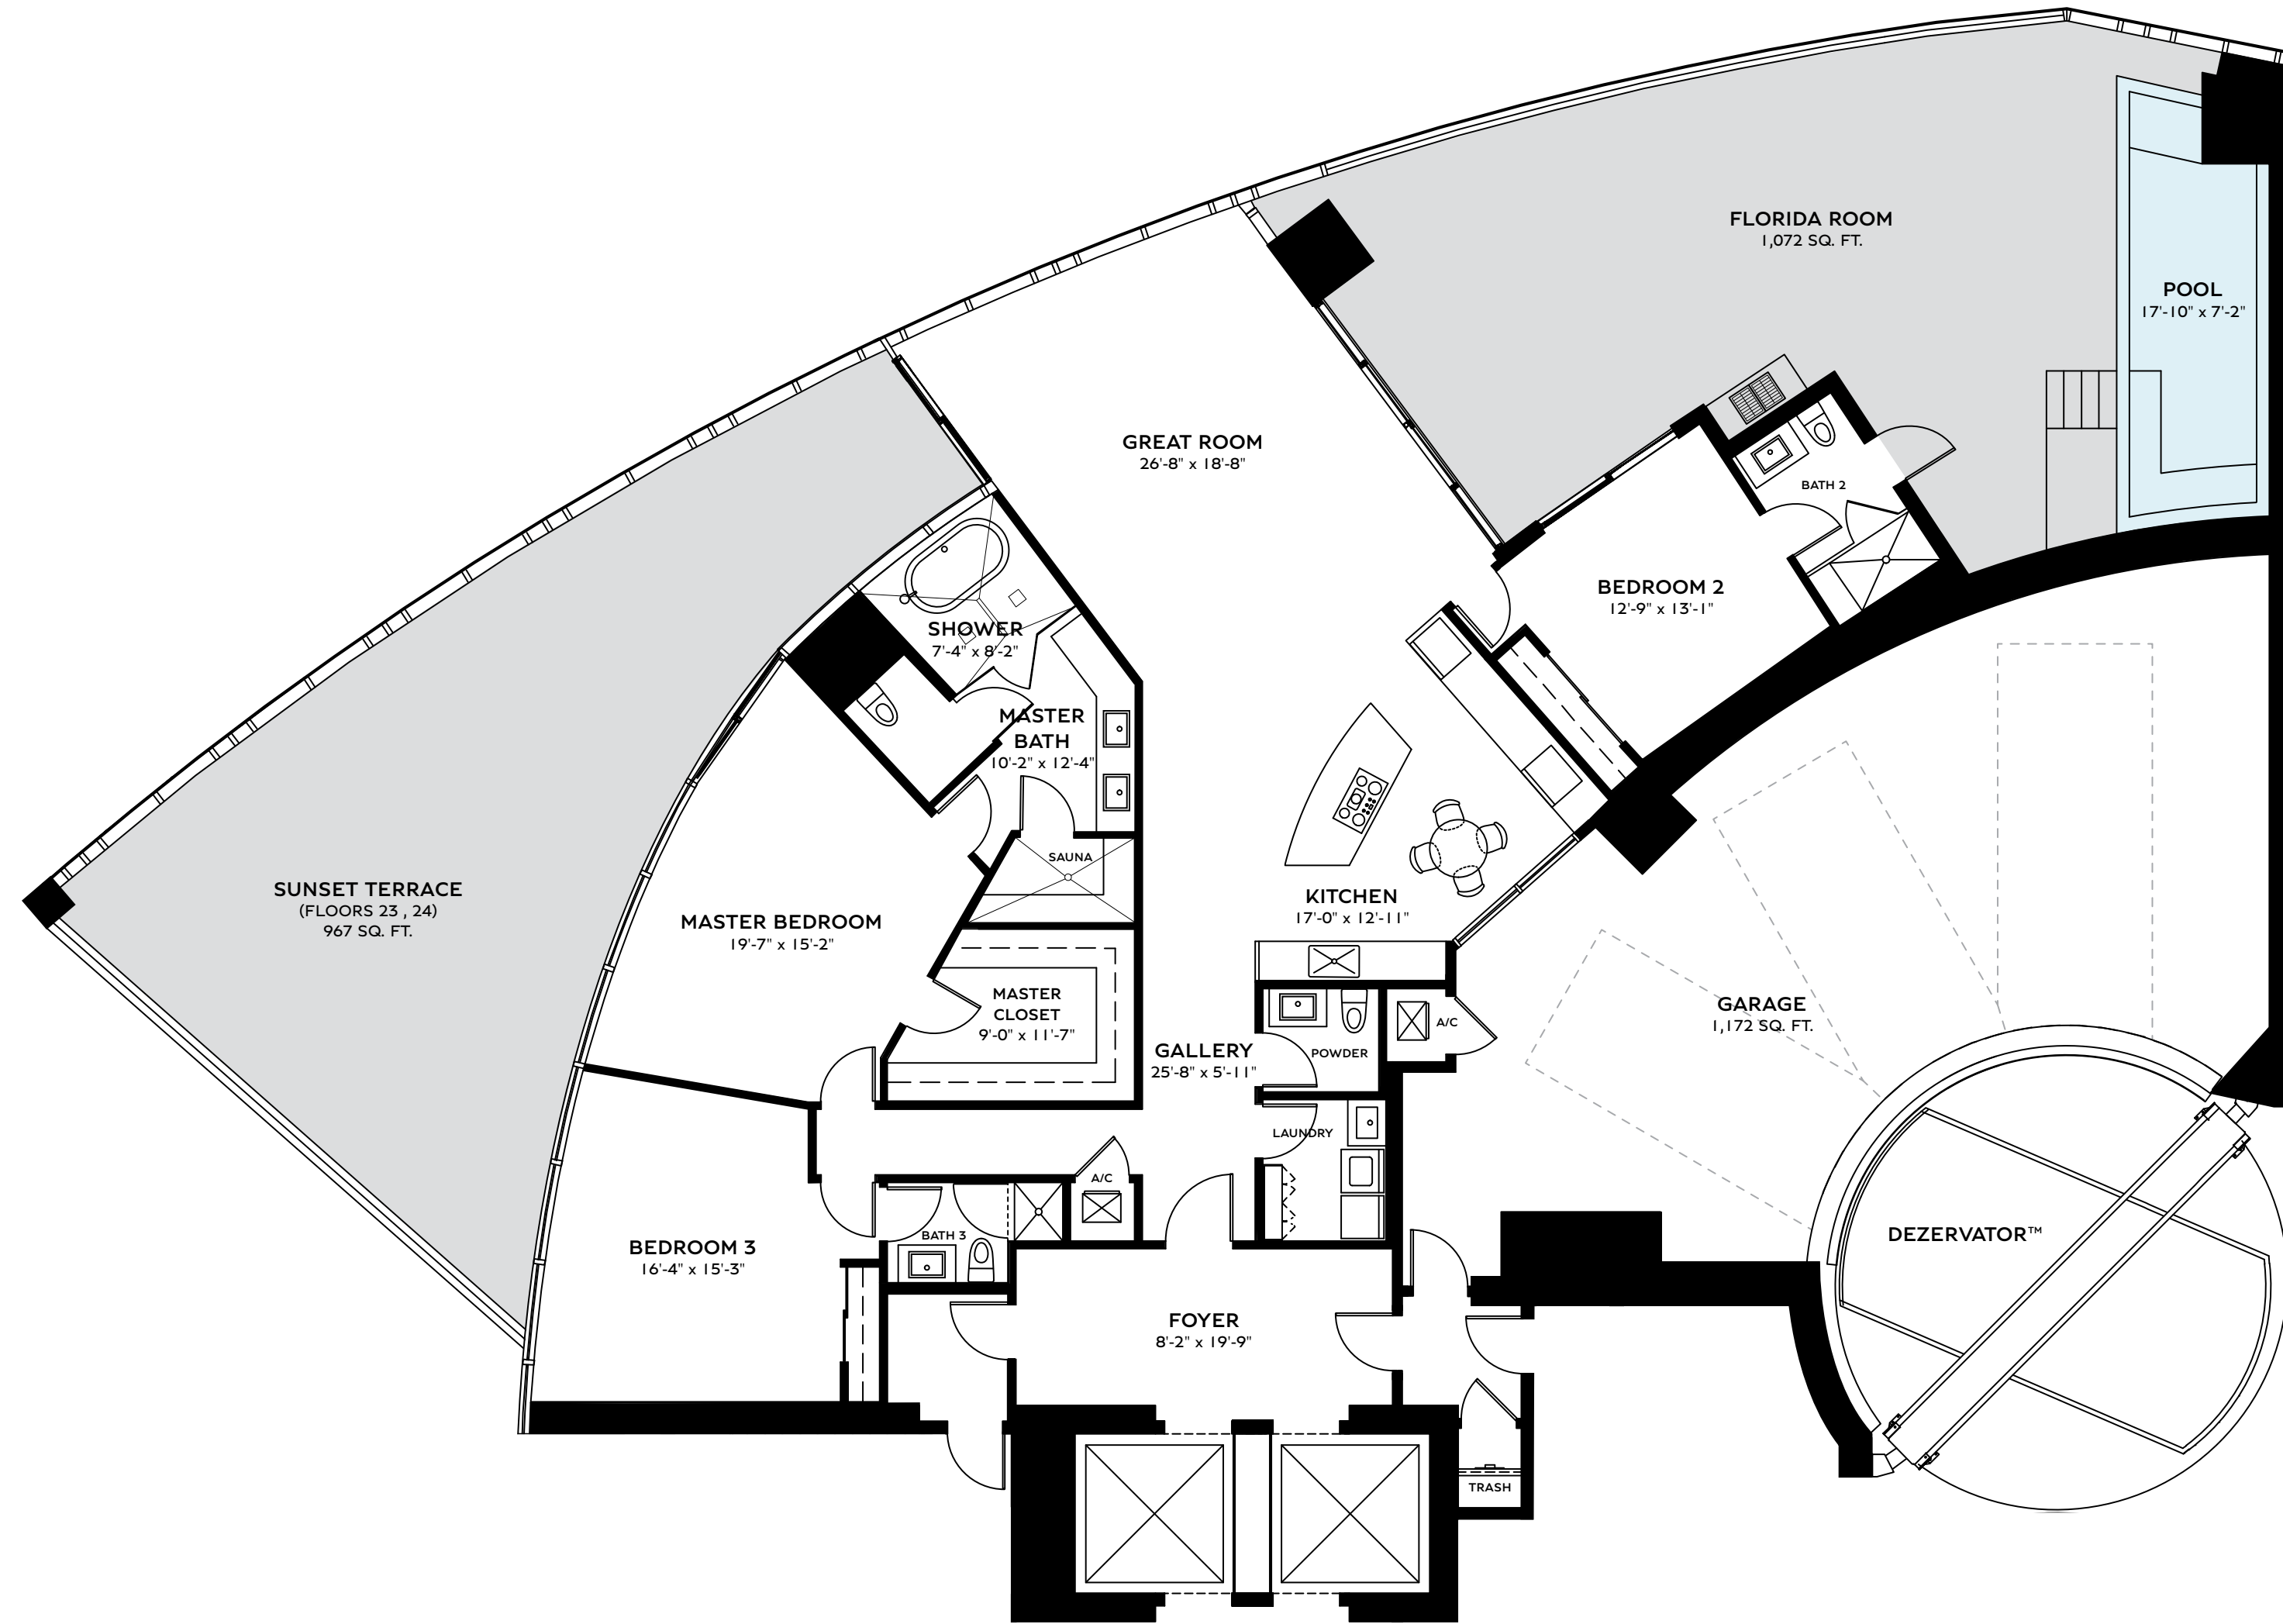 FLORIDA ROOM
1,072 SQ. FT.
POOL
17'-10" x 7'-2"
GREAT ROOM
26'-8" x 18'-8"
BATH 2
BEDROOM 2
12'-9" x 13'-1"
SHOWER
7'-4" x 8'-2"
MASTER
BATH
10'-2" x 12'-4"
SAUNA
SUNSET TERRACE
(FLOORS 23 , 24)
967 SQ. FT.
MASTER BEDROOM
19'-7" x 15'-2"
KITCHEN
17'-0" x 12'-11"
MASTER
CLOSET
9'-0" x 11'-7"
GARAGE
1,172 SQ. FT.
A/C
GALLERY
25'-8" x 5'-11"
POWDER
LAUNDRY
A/C
BATH 3
DEZERVATOR™
BEDROOM 3
16'-4" x 15'-3"
FOYER
8'-2" x 19'-9"
TRASH